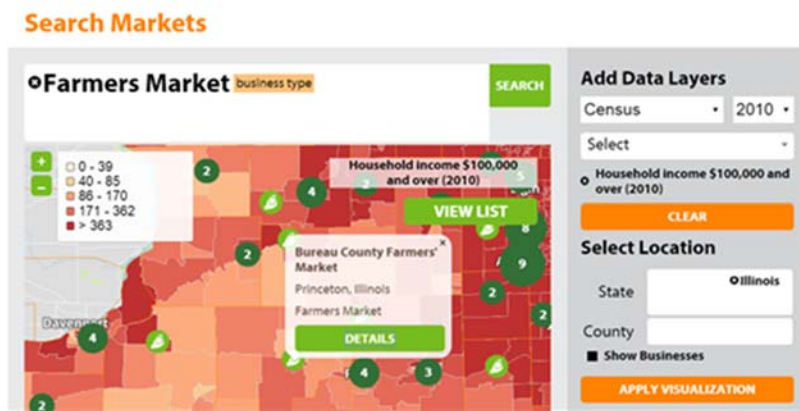 Search Markets
Farmers Market business type
SEARCH
+
-
0 - 39
40 - 85
86 - 170
171 - 362
> 363
Household income $100,000
and over (2010)
VIEW LIST
2
4
2
5
8
9
2
2
2
4
4
3
2
Bureau County Farmers'
Market
×
Princeton, Illinois
Farmers Market
DETAILS
Davenport
Add Data Layers
Census
2010
Select
Household income $100,000 and
over (2010)
CLEAR
Select Location
State
Illinois
County
Show Businesses
APPLY VISUALIZATION